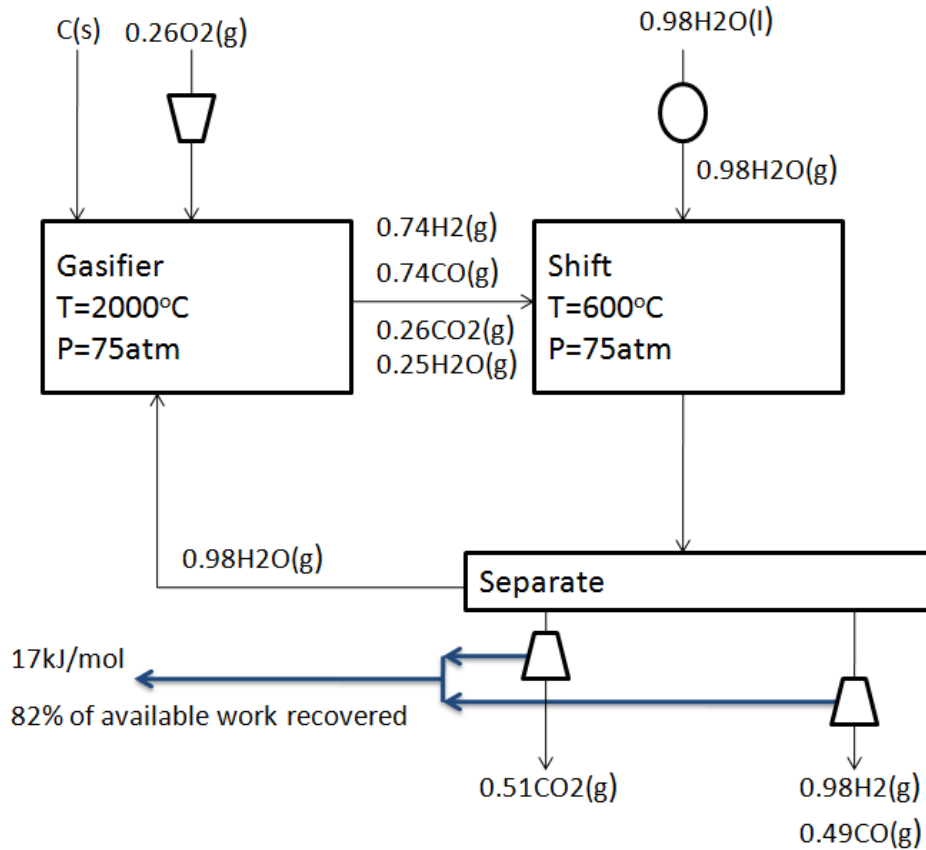 C(s) 0.26O2(g)
0.98H2O(l)
0.98H2O(g)
Gasifier
T=2000°C
P=75atm
0.74H2(g)
0.74CO(g)
0.26CO2(g)
0.25H2O(g)
Shift
T=600°C
P=75atm
0.98H2O(g)
Separate
17kJ/mol
82% of available work recovered
0.51CO2(g)
0.98H2(g)
0.49CO(g)